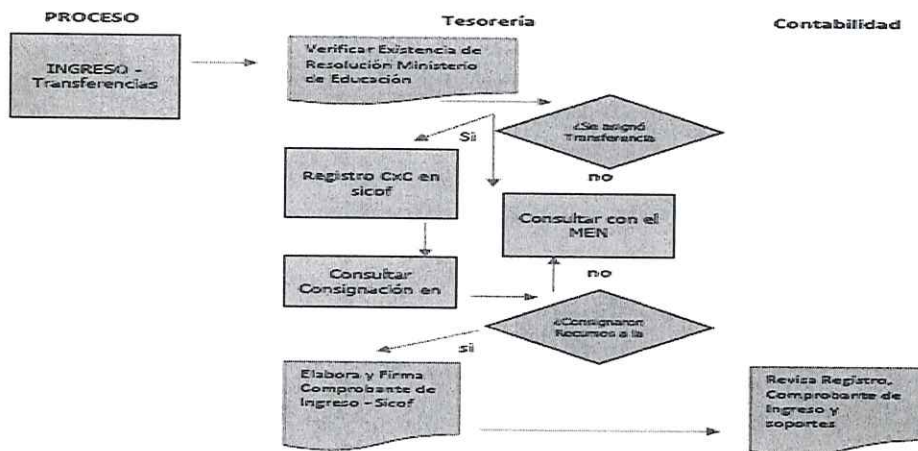 PROCESO
Tesorería
Contabilidad
INGRESO -
Transferencias
Verificar Existencia de
Resolución Ministerio
de Educación
¿Se asignó
Transferencia
Si
no
Registro CxC en
sicof
Consultar con el
MEN
Consultar
Consignación en
no
¿Consignaron
Recursos a la
si
Elabora y Firma
Comprobante de
Ingreso - Sicof
Revisa Registro,
Comprobante de
Ingreso y
soportes